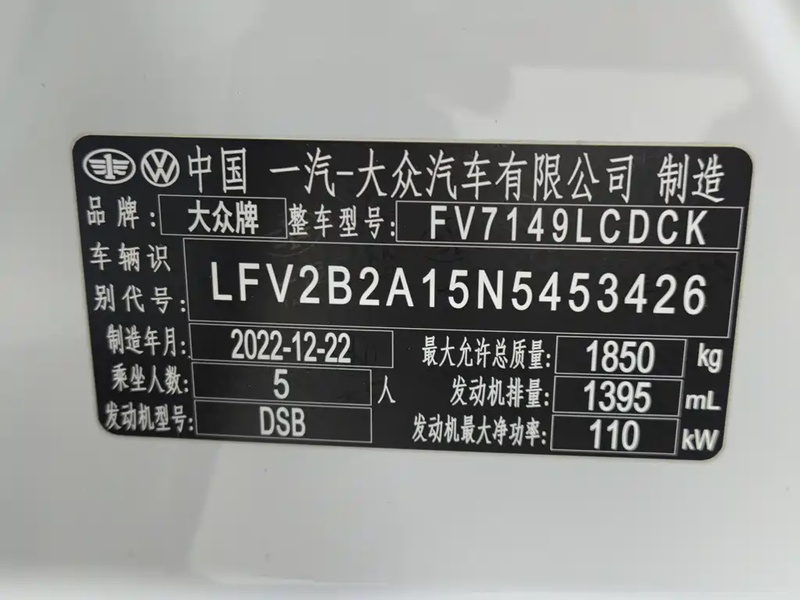 中国 一汽-大众汽车有限公司 制造
品牌: 大众牌 整车型号: FV7149LCDCK
车辆识别代号: LFV2B2A15N5453426
制造年月: 2022-12-22 最大允许总质量: 1850 kg
乘坐人数: 5 人 发动机排量: 1395 mL
发动机型号: DSB 发动机最大净功率: 110 kW